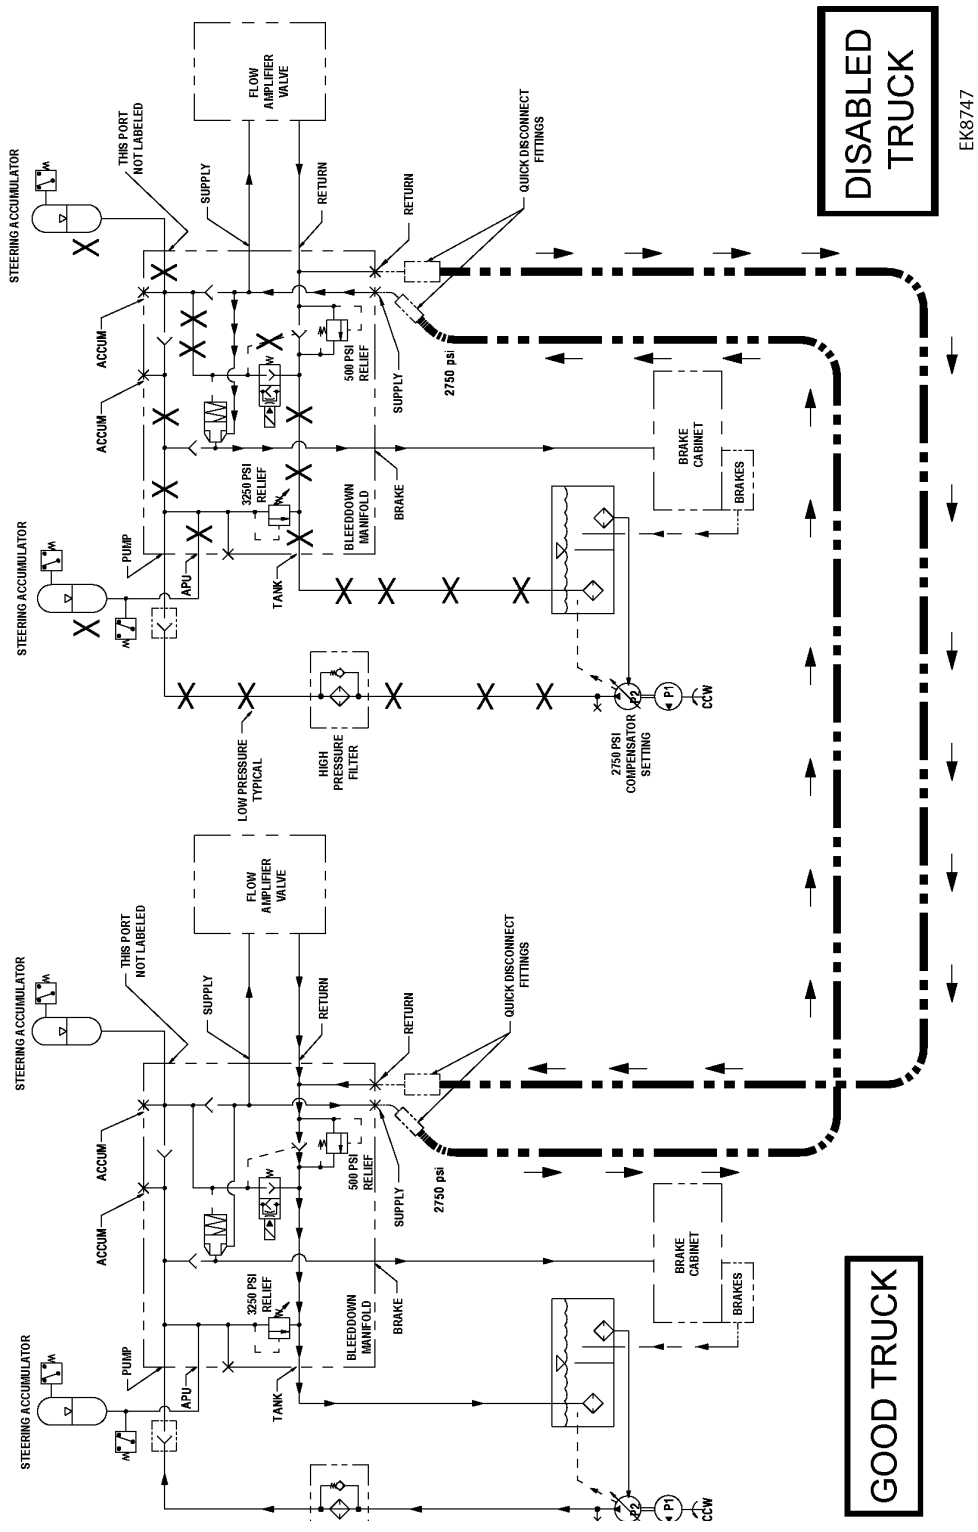 STEERING ACCUMULATOR
W
THIS PORT
NOT LABELED
FLOW
AMPLIFIER
VALVE
SUPPLY
RETURN
QUICK DISCONNECT
FITTINGS
RETURN
ACCUM
ACCUM
W
500 PSI
RELIEF
SUPPLY
2750 psi
STEERING ACCUMULATOR
W
W
PUMP
APU
TANK
3250 PSI
RELIEF
W
BLEEDDOWN
MANIFOLD
BRAKE
BRAKE
CABINET
BRAKES
LOW PRESSURE
TYPICAL
HIGH
PRESSURE
FILTER
2750 PSI
COMPENSATOR
SETTING
P2
P1
CCW
DISABLED
TRUCK
EK8747
STEERING ACCUMULATOR
W
THIS PORT
NOT LABELED
FLOW
AMPLIFIER
VALVE
SUPPLY
RETURN
QUICK DISCONNECT
FITTINGS
RETURN
ACCUM
ACCUM
W
500 PSI
RELIEF
SUPPLY
2750 psi
STEERING ACCUMULATOR
W
W
PUMP
APU
TANK
3250 PSI
RELIEF
W
BLEEDDOWN
MANIFOLD
BRAKE
BRAKE
CABINET
BRAKES
P2
P1
CCW
GOOD TRUCK